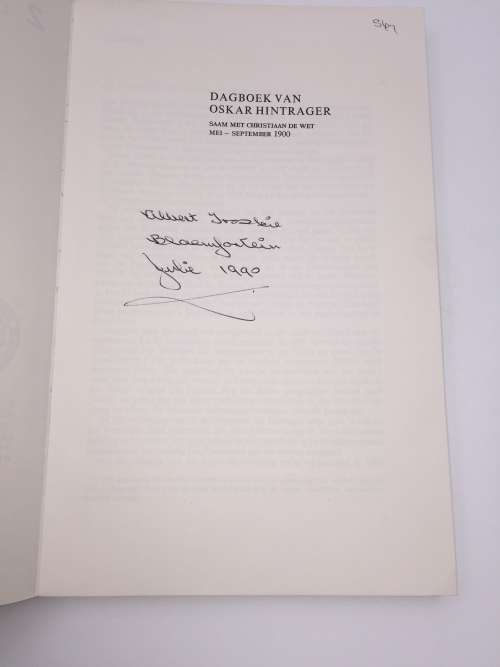 DAGBOEK VAN
OSKAR HINTRAGER
SAAM MET CHRISTIAAN DE WET
MEI – SEPTEMBER 1900
Albert Troskie
Bloemfontein
Julie 1990